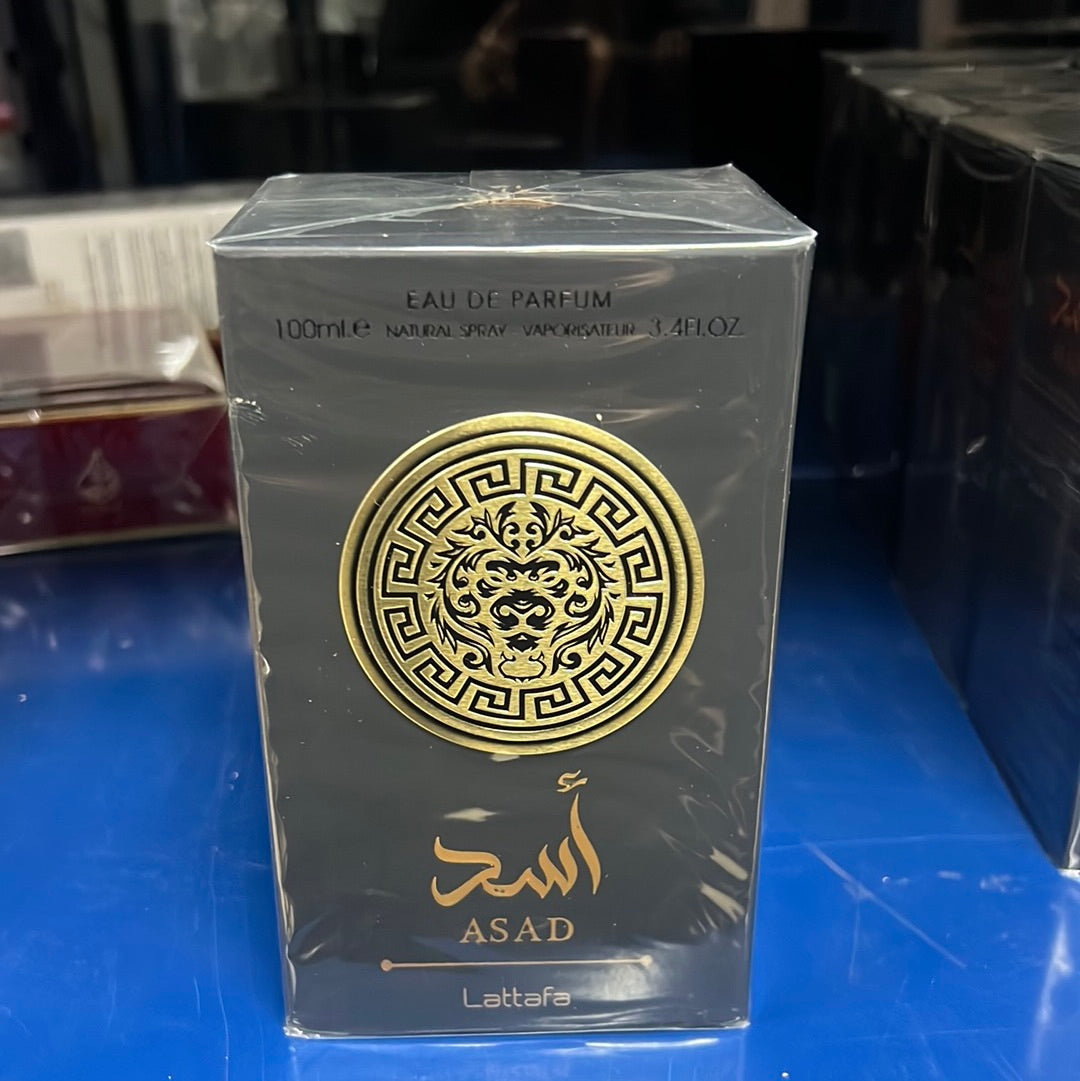 EAU DE PARFUM
100ml.e NATURAL SPRAY - VAPORISATEUR 3.4Fl.OZ.
أسد
ASAD
Lattafa